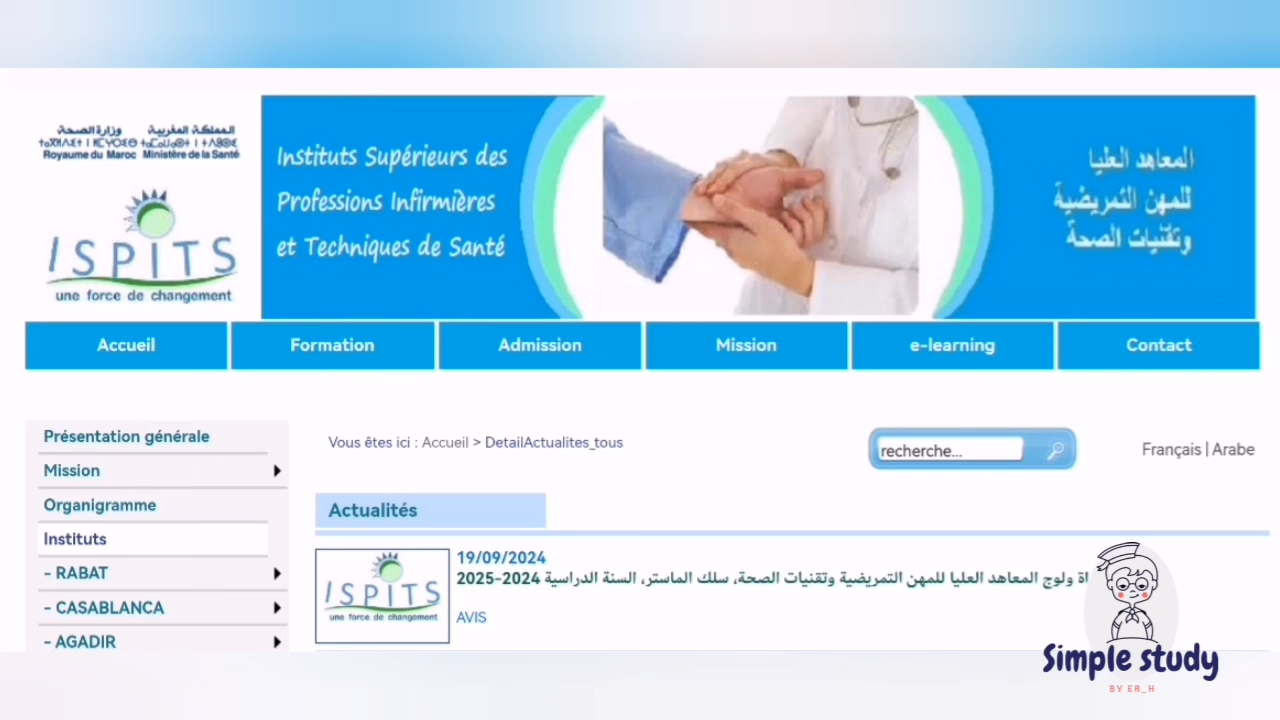 المملكة المغربية وزارة الصحة
Royaume du Maroc Ministère de la Santé
ISPITS
une force de changement
Instituts Supérieurs des
Professions Infirmières
et Techniques de Santé
المعاهد العليا
للمهن التمريضية
وتقنيات الصحة
Accueil Formation Admission Mission e-learning Contact
Présentation générale
Mission
Organigramme
Instituts
- RABAT
- CASABLANCA
- AGADIR
Vous êtes ici : Accueil > DetailActualites_tous
recherche...
Français | Arabe
Actualités
ISPITS
une force de changement
19/09/2024
ولوج المعاهد العليا للمهن التمريضية وتقنيات الصحة، سلك الماستر، السنة الدراسية 2024-2025
AVIS
Simple study
BY ER_H